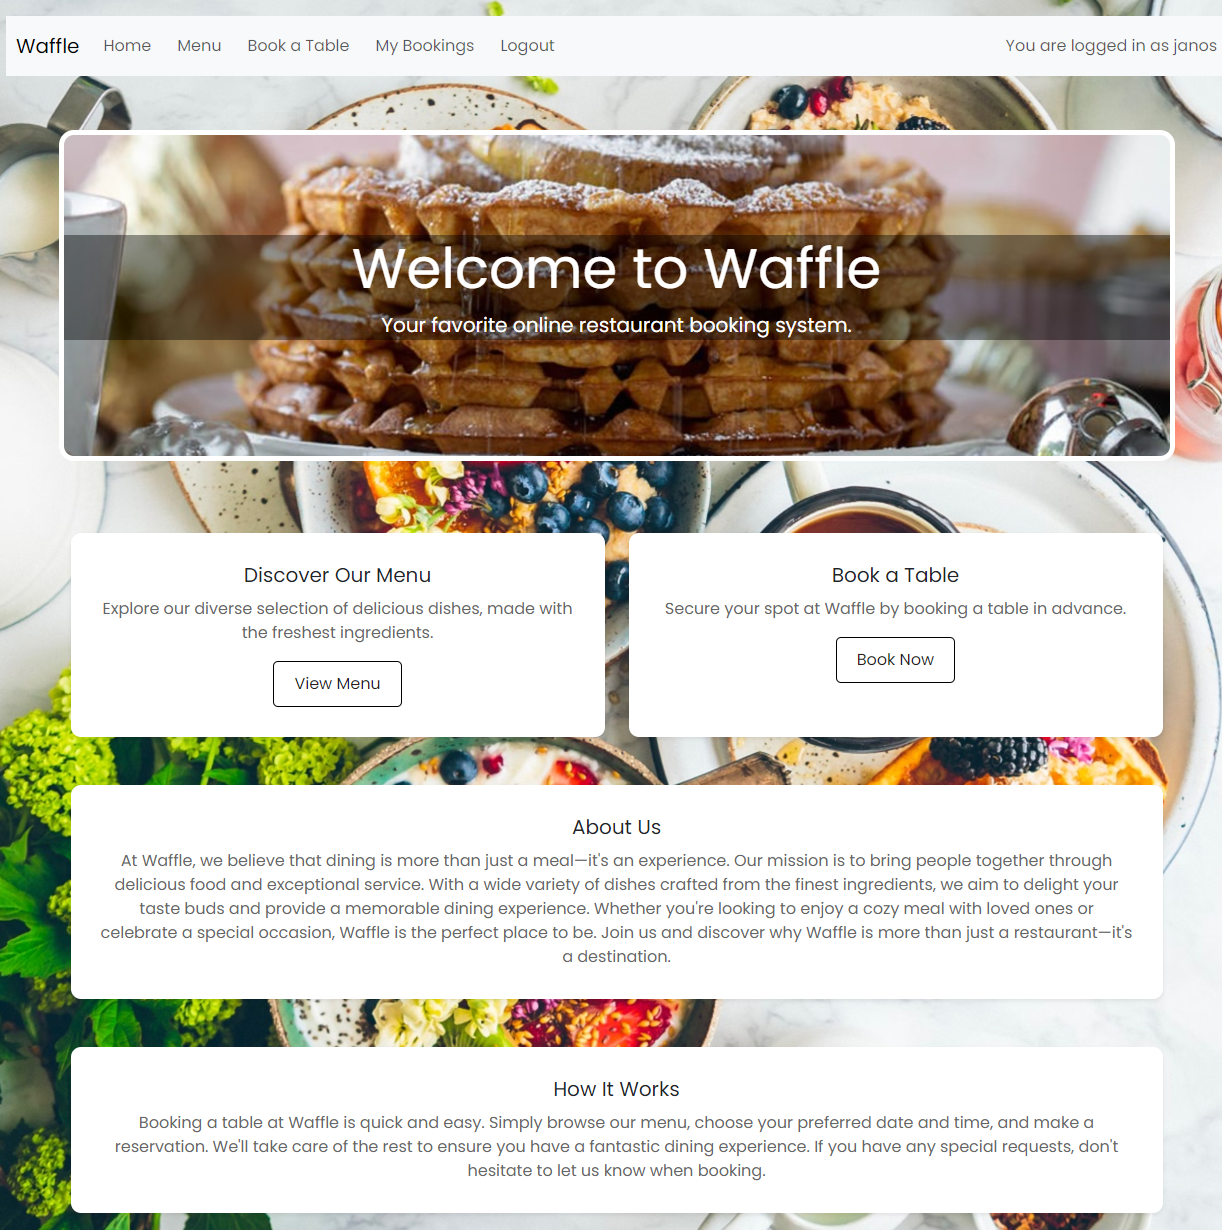 Waffle Home Menu Book a Table My Bookings Logout You are logged in as janos
Welcome to Waffle
Your favorite online restaurant booking system.
Discover Our Menu
Explore our diverse selection of delicious dishes, made with
the freshest ingredients.
View Menu
Book a Table
Secure your spot at Waffle by booking a table in advance.
Book Now
About Us
At Waffle, we believe that dining is more than just a meal—it's an experience. Our mission is to bring people together through
delicious food and exceptional service. With a wide variety of dishes crafted from the finest ingredients, we aim to delight your
taste buds and provide a memorable dining experience. Whether you're looking to enjoy a cozy meal with loved ones or
celebrate a special occasion, Waffle is the perfect place to be. Join us and discover why Waffle is more than just a restaurant—it's
a destination.
How It Works
Booking a table at Waffle is quick and easy. Simply browse our menu, choose your preferred date and time, and make a
reservation. We'll take care of the rest to ensure you have a fantastic dining experience. If you have any special requests, don't
hesitate to let us know when booking.